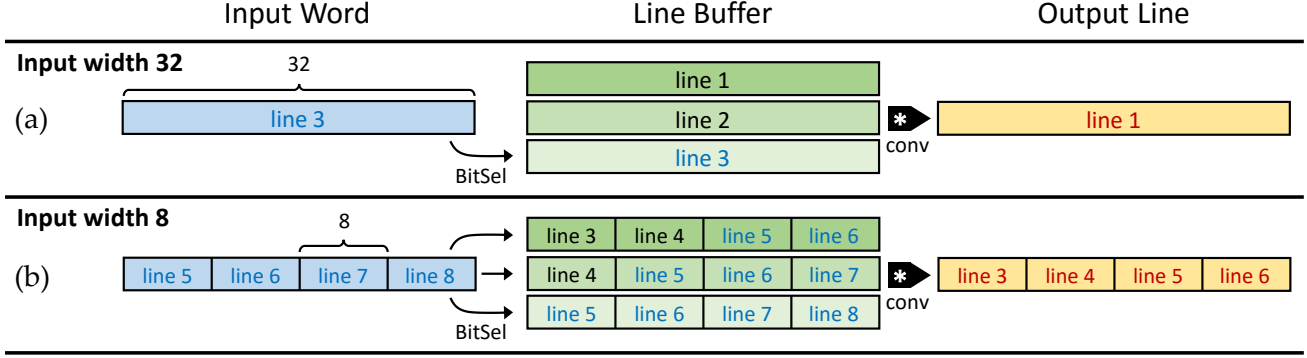 Input Word Line Buffer Output Line
Input width 32
32
(a)
line 3
BitSel
line 1
line 2
line 3
*
conv
line 1
Input width 8
8
(b)
line 5 line 6 line 7 line 8
BitSel
line 3 line 4 line 5 line 6
line 4 line 5 line 6 line 7
line 5 line 6 line 7 line 8
*
conv
line 3 line 4 line 5 line 6